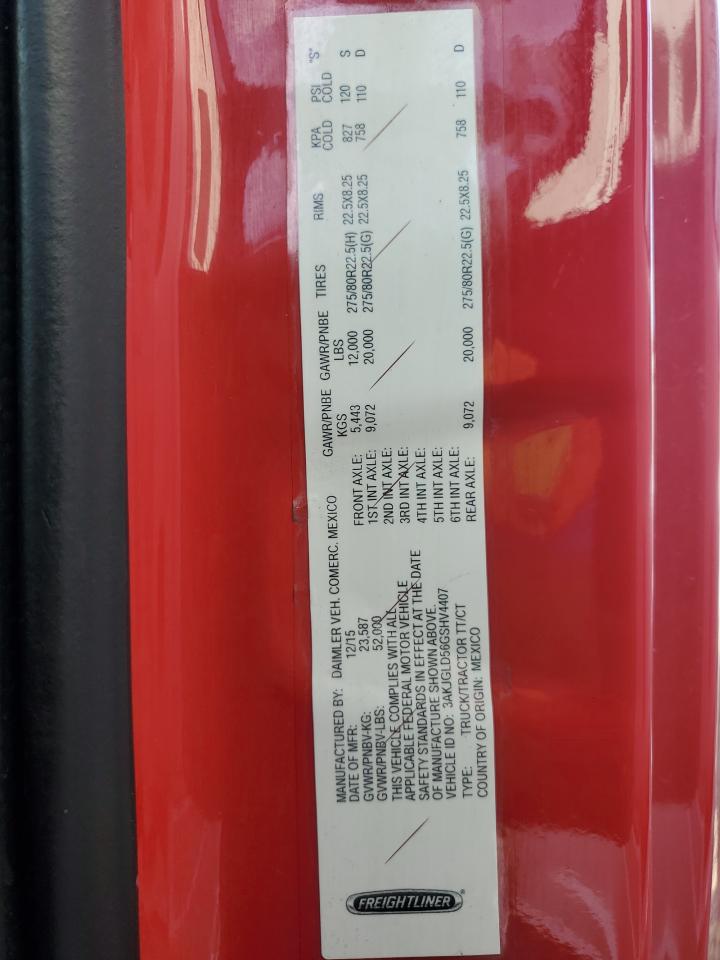 FREIGHTLINER®
MANUFACTURED BY: DAIMLER VEH. COMERC. MEXICO
DATE OF MFR: 12/15
GVWR/PNBV-KG: 23,587
GVWR/PNBV-LBS: 52,000
THIS VEHICLE COMPLIES WITH ALL
APPLICABLE FEDERAL MOTOR VEHICLE
SAFETY STANDARDS IN EFFECT AT THE DATE
OF MANUFACTURE SHOWN ABOVE.
VEHICLE ID NO: 3AKJGLD56GSHV4407
TYPE: TRUCK/TRACTOR TT/CT
COUNTRY OF ORIGIN: MEXICO
GAWR/PNBE GAWR/PNBE TIRES RIMS KPA PSI "S"
KGS LBS COLD COLD
FRONT AXLE: 5,443 12,000 275/80R22.5(H) 22.5X8.25 827 120 S
1ST INT AXLE: 9,072 20,000 275/80R22.5(G) 22.5X8.25 758 110 D
2ND INT AXLE:
3RD INT AXLE:
4TH INT AXLE:
5TH INT AXLE:
6TH INT AXLE:
REAR AXLE: 9,072 20,000 275/80R22.5(G) 22.5X8.25 758 110 D